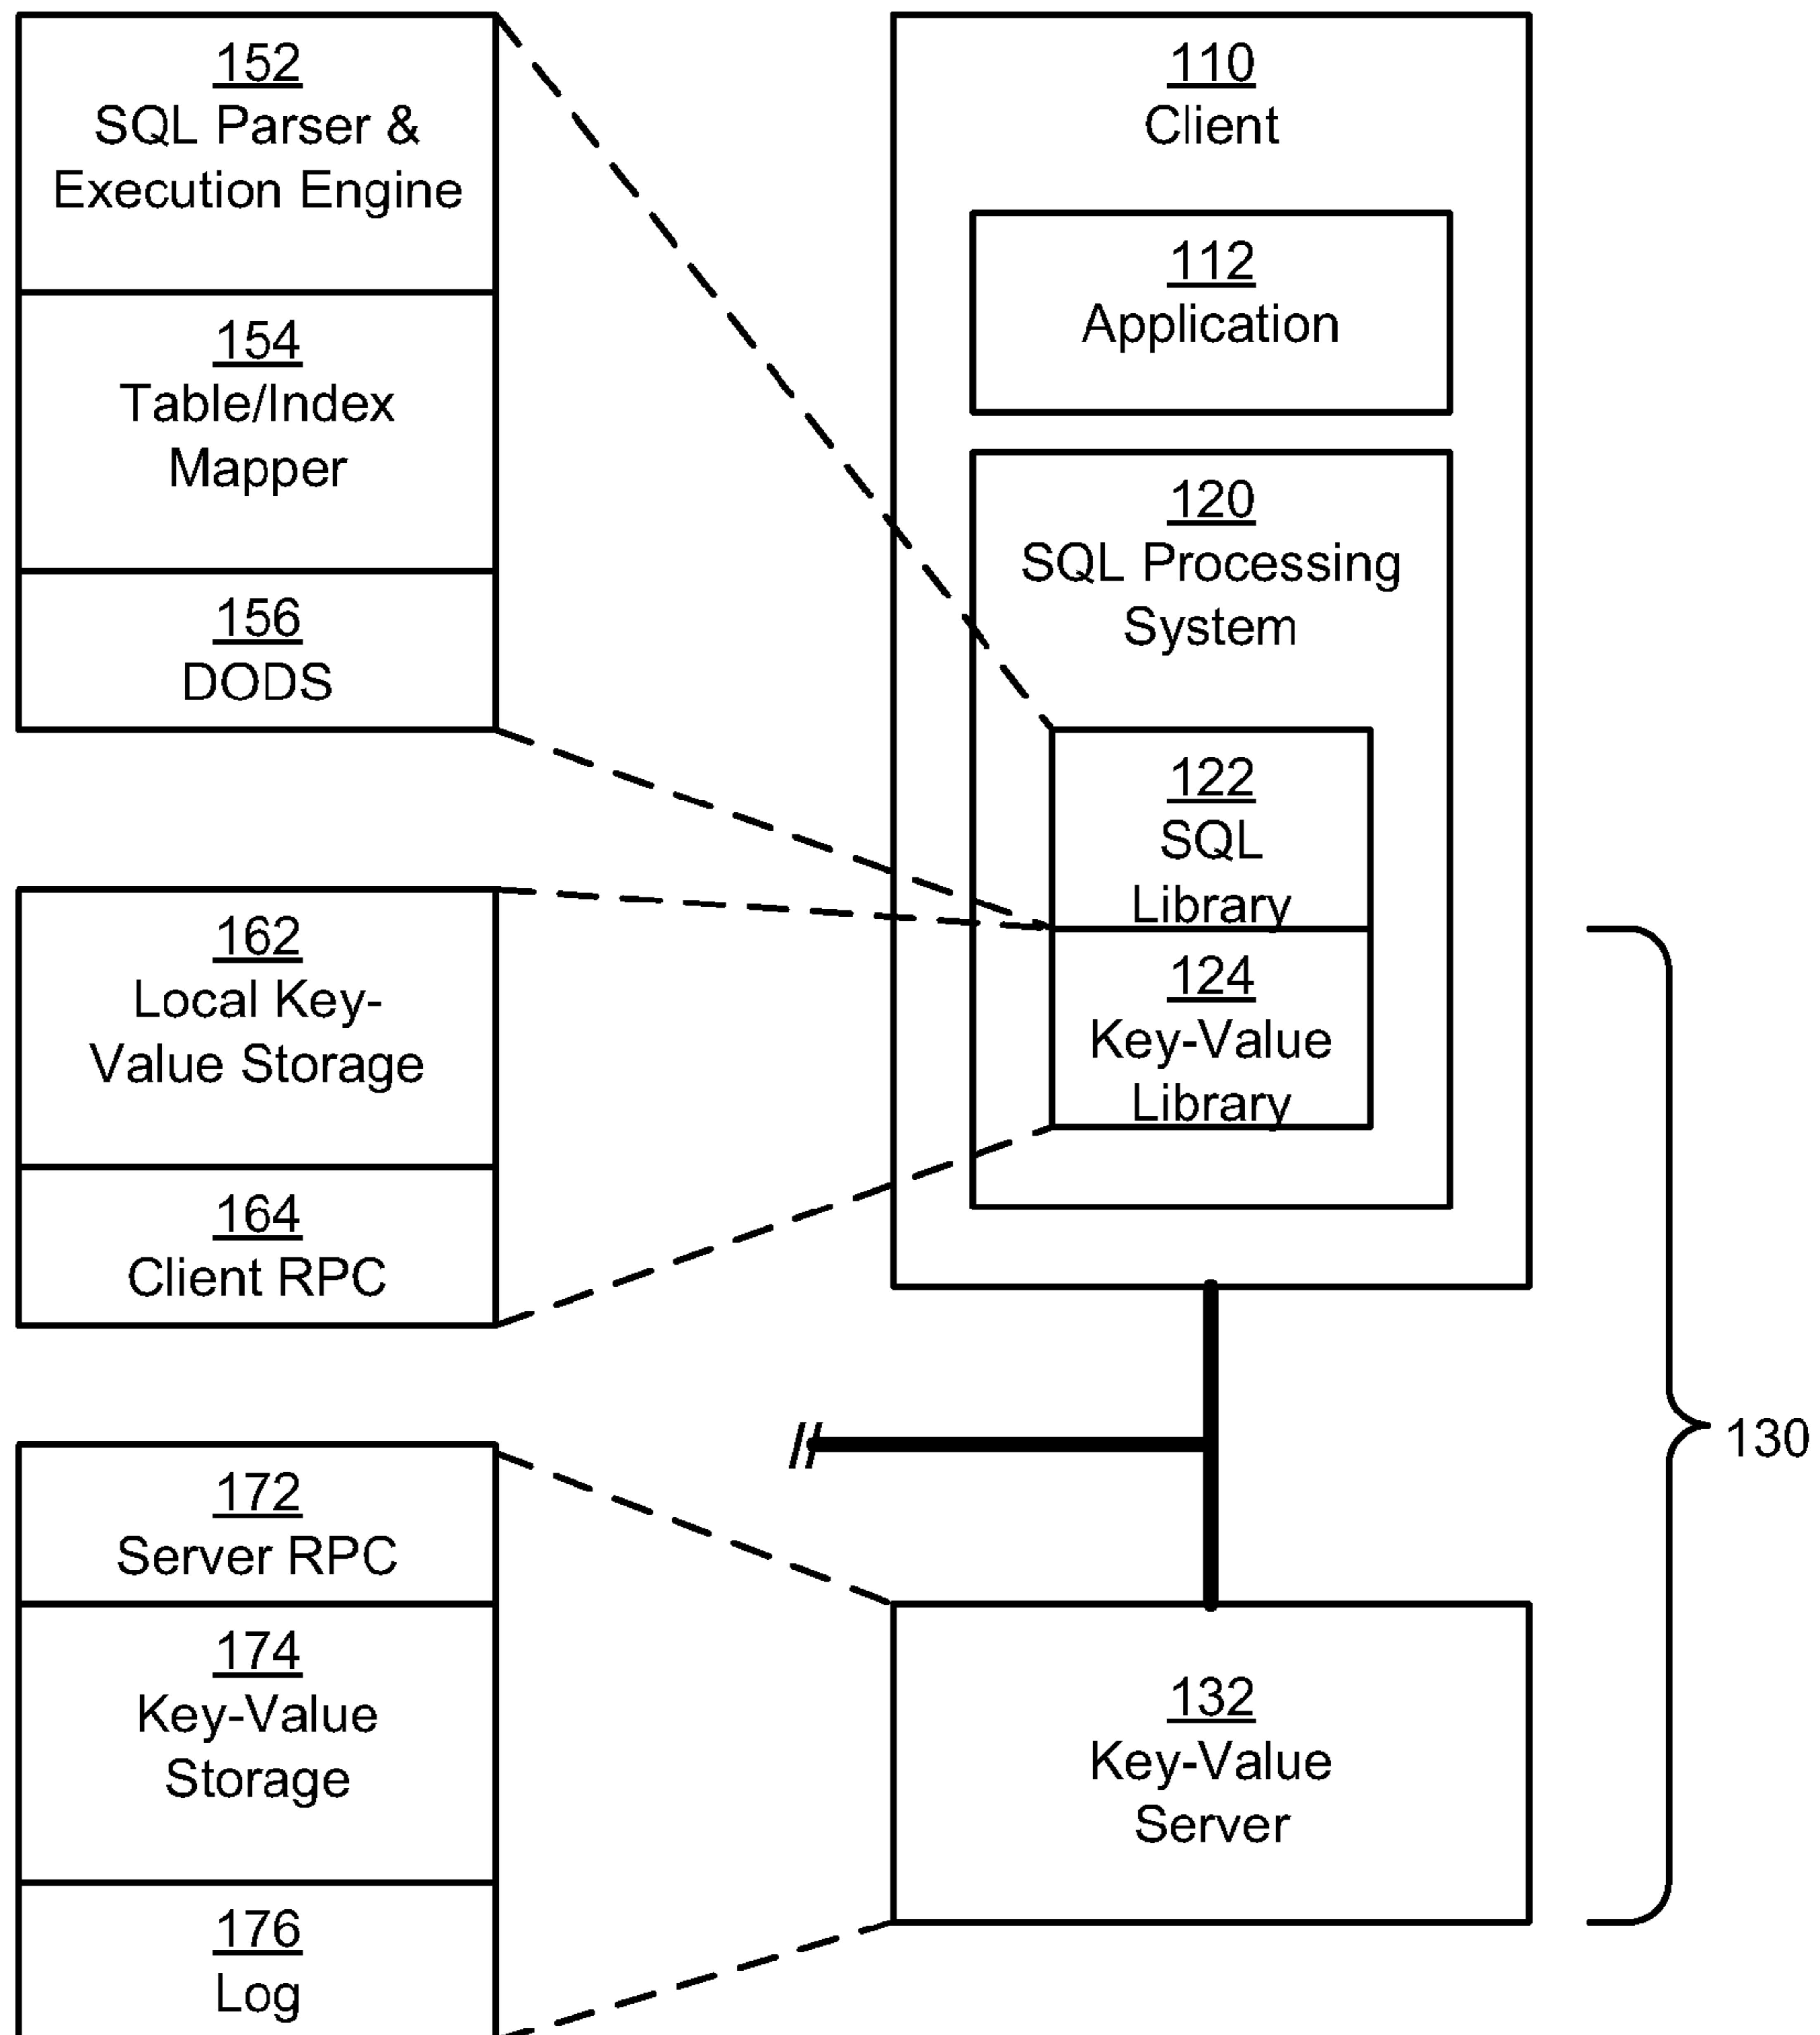 152
SQL Parser &
Execution Engine
154
Table/Index
Mapper
156
DODS
162
Local Key-
Value Storage
164
Client RPC
172
Server RPC
174
Key-Value
Storage
176
Log
110
Client
112
Application
120
SQL Processing
System
122
SQL
Library
124
Key-Value
Library
132
Key-Value
Server
130